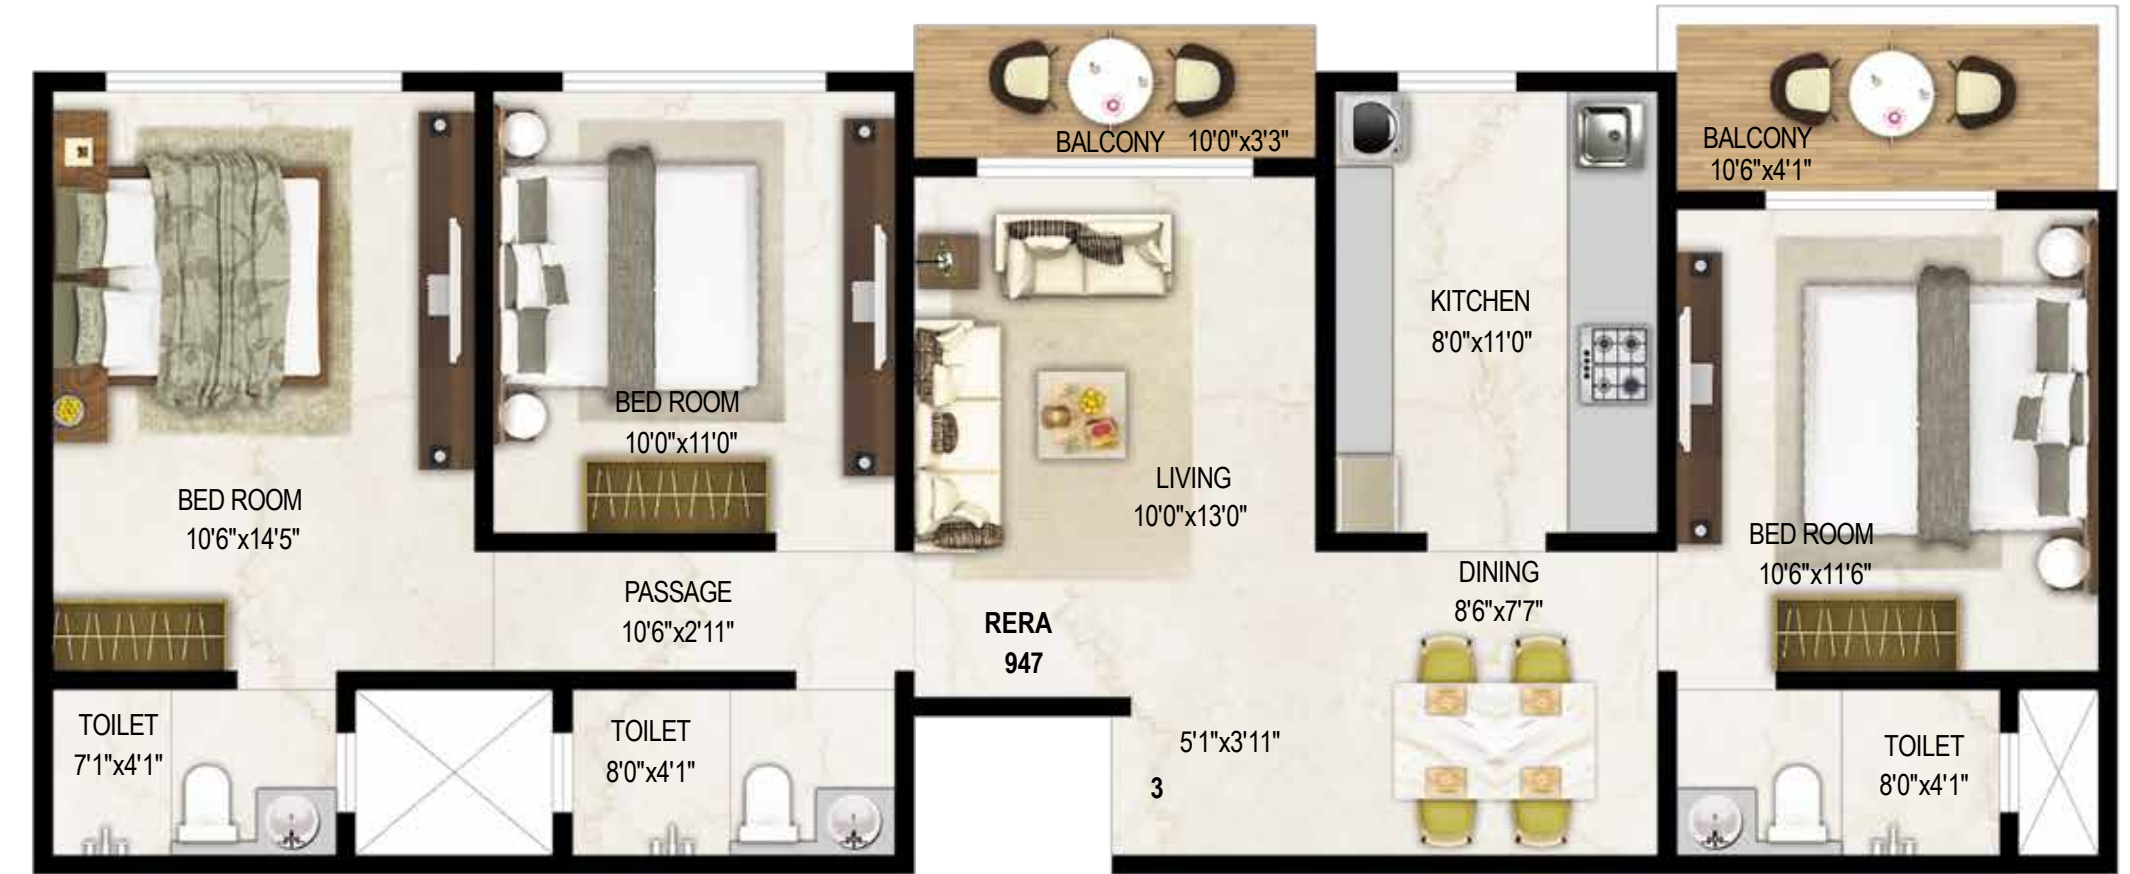 BALCONY 10'0"x3'3"
BALCONY
10'6"x4'1"
BED ROOM
10'6"x14'5"
BED ROOM
10'0"x11'0"
LIVING
10'0"x13'0"
KITCHEN
8'0"x11'0"
BED ROOM
10'6"x11'6"
PASSAGE
10'6"x2'11"
RERA
947
DINING
8'6"x7'7"
TOILET
7'1"x4'1"
TOILET
8'0"x4'1"
5'1"x3'11"
3
TOILET
8'0"x4'1"